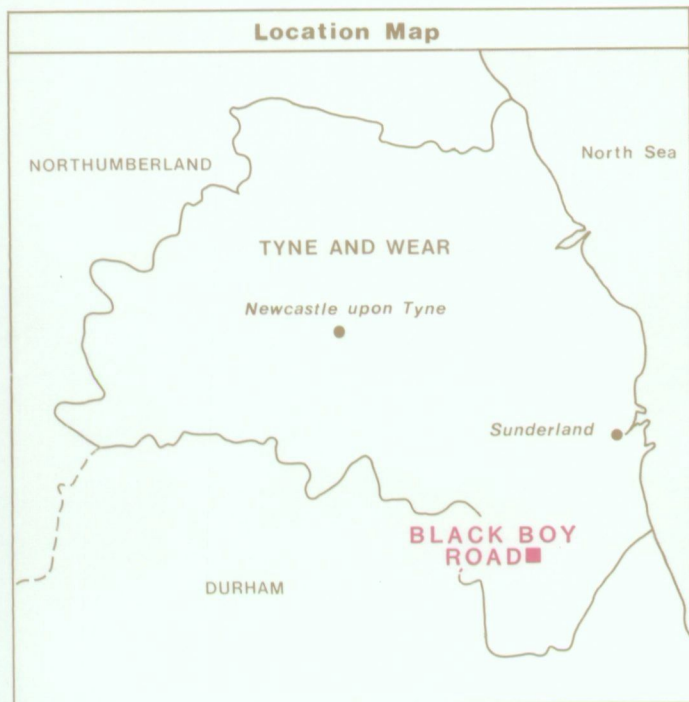 Location Map
NORTHUMBERLAND
North Sea
TYNE AND WEAR
Newcastle upon Tyne
Sunderland
BLACK BOY
ROAD
DURHAM